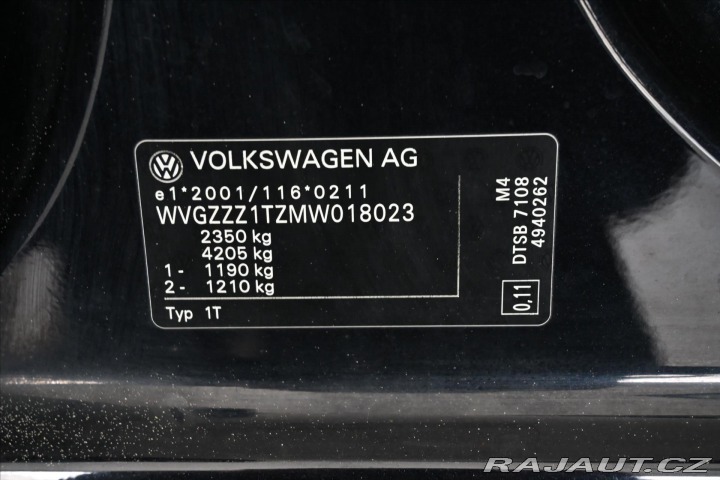 VOLKSWAGEN AG
e1*2001/116*0211
WVGZZZ1TZMW018023
2350 kg
4205 kg
1- 1190 kg
2- 1210 kg
Typ 1T
M4
DTSB 7108
4940262
0,11
RAJAUT.CZ